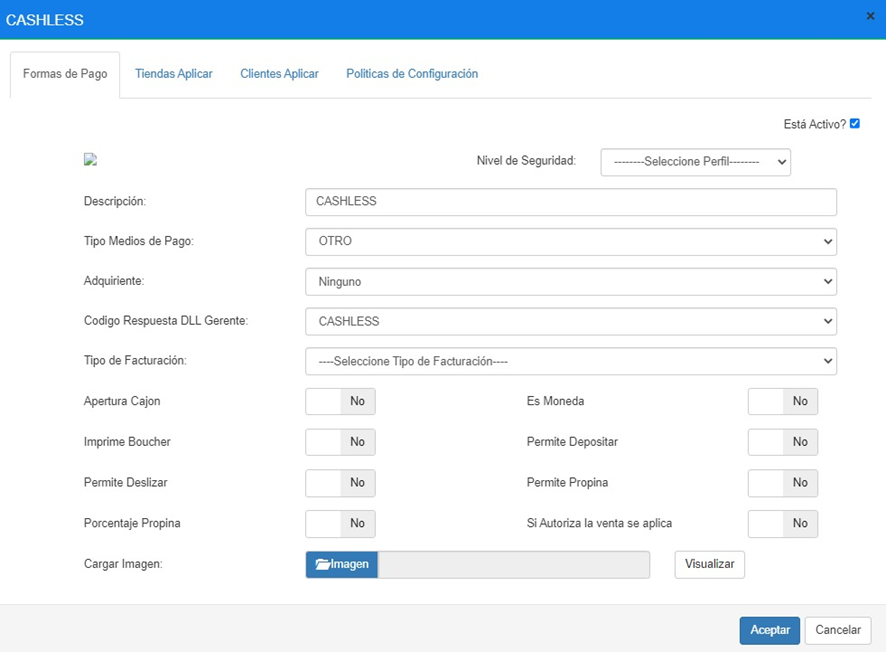 CASHLESS ×
Formas de Pago Tiendas Aplicar Clientes Aplicar Politicas de Configuración
Está Activo?
Nivel de Seguridad: --------Seleccione Perfil--------
Descripción: CASHLESS
Tipo Medios de Pago: OTRO
Adquiriente: Ninguno
Codigo Respuesta DLL Gerente: CASHLESS
Tipo de Facturación: ----Seleccione Tipo de Facturación----
Apertura Cajon No Es Moneda No
Imprime Boucher No Permite Depositar No
Permite Deslizar No Permite Propina No
Porcentaje Propina No Si Autoriza la venta se aplica No
Cargar Imagen: Imagen Visualizar
Aceptar Cancelar